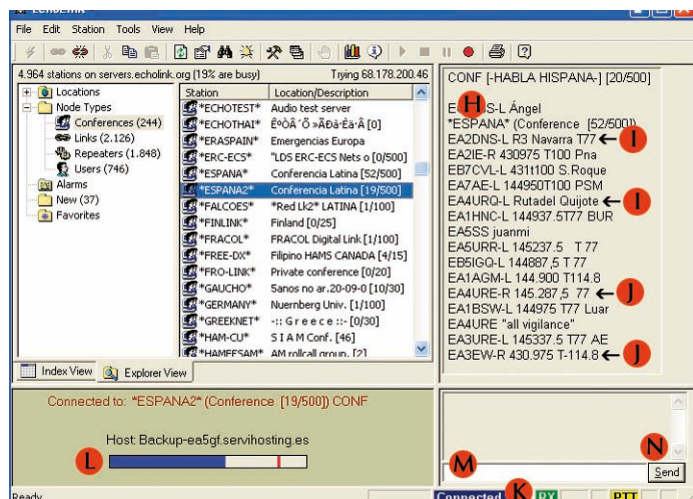 EchoLink
File Edit Station Tools View Help
4.964 stations on servers.echolink.org (19% are busy) Trying 68.178.200.46
Locations
Node Types
Conferences (244)
Links (2.126)
Repeaters (1.848)
Users (746)
Alarms
New (37)
Favorites
Station Location/Description
*ECHOTEST* Audio test server
*ECHOTHAI* [0]
*ERASPAIN* Emergencias Europa
*ERC-ECS* "LDS ERC-ECS Nets o [0/500]
*ESPANA* Conferencia Latina [52/500]
*ESPANA2* Conferencia Latina [19/500]
*FALCOES* *Red Lk2* LATINA [1/100]
*FINLINK* Finland [0/25]
*FRACOL* FRACOL Digital Link [1/100]
*FREE-DX* Filipino HAMS CANADA [4/15]
*FRO-LINK* Private conference [0/20]
*GAUCHO* Sanos no ar.20-09-0 [10/30]
*GERMANY* Nuernberg Univ. [1/100]
*GREEKNET* -:: G r e e c e ::- [0/30]
*HAM-CU* S I A M Conf. [46]
*HAMFESAM* AM rollcall group. [2]
Index View Explorer View
CONF [-HABLA HISPANA-] [20/500]
H
S-L Ángel
*ESPANA* (Conference [52/500])
EA2DNS-L R3 Navarra T77 I
EA2IE-R 430975 T100 Pna
EB7CVL-L 431t100 S.Roque
EA7AE-L 144950T100 PSM
EA4URQ-L Rutadel Quijote I
EA1HNC-L 144937.5T77 BUR
EA5SS juanmi
EA5URR-L 145237.5 T 77
EB5IGO-L 144887,5 T 77
EA1AGM-L 144.900 T114.8
EA4URE-R 145.287,5 77 J
EA1BSW-L 144975 T77 Luar
EA4URE "all vigilance"
EA3URE-L 145337.5 T77 AE
EA3EW-R 430.975 T-114.8 J
Connected to: *ESPANA2* (Conference [19/500]) CONF
Host: Backup-ea5gf.servihosting.es
L
M
N
Send
Ready
Connected K RX PTT